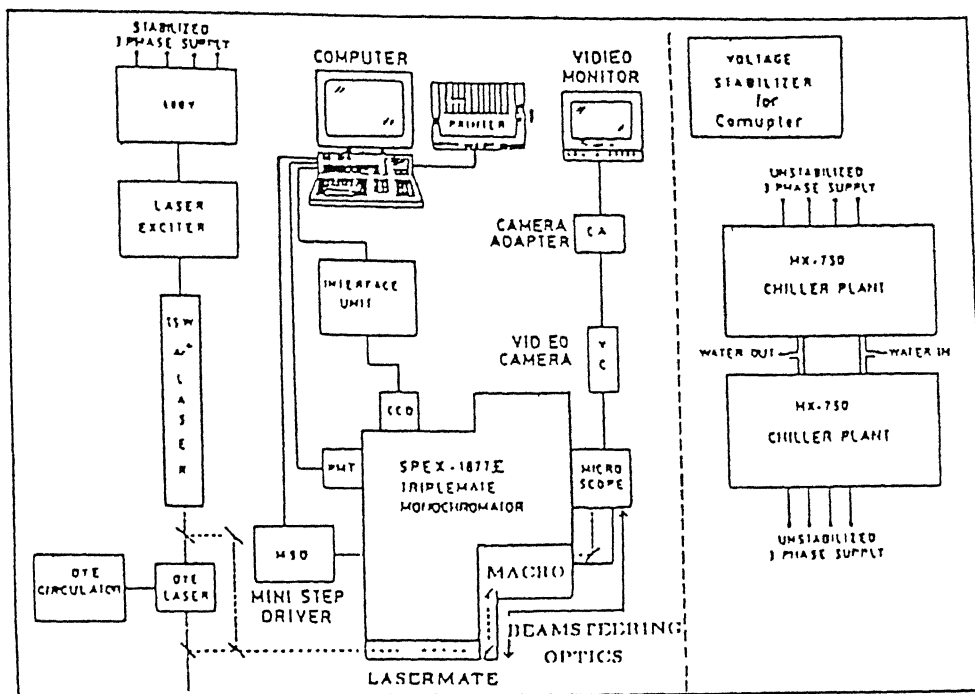 STABILIZED
3 PHASE SUPPLY
LASER
EXCITER
LASER
DYE
CIRCULATOR
DYE
LASER
COMPUTER
PRINTER
INTERFACE
UNIT
CCD
PMT
MSD
MINI STEP
DRIVER
SPEX-1877E
TRIPLEMATE
MONOCHROMATOR
MACRO
LASERMATE
VIDIEO
MONITOR
CAMERA
ADAPTER
CA
VIDEO
CAMERA
VC
MICRO
SCOPE
BEAMSTEERING
OPTICS
VOLTAGE
STABILIZER
for
Comupter
UNSTABILIZED
3 PHASE SUPPLY
HX-750
CHILLER PLANT
WATER OUT
WATER IN
HX-750
CHILLER PLANT
UNSTABILIZED
3 PHASE SUPPLY